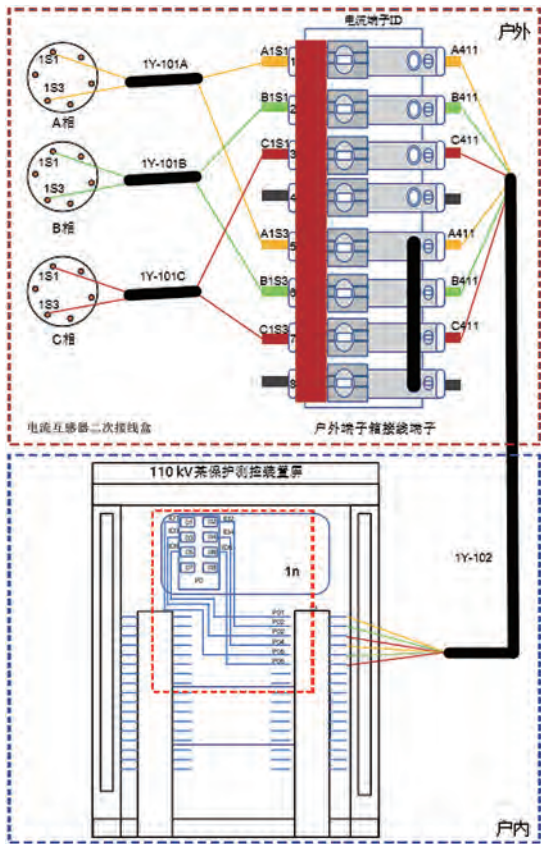 电流端子ID
户外
1S1
1S3
A相
1Y-101A
1S1
1S3
B相
1Y-101B
1S1
1S3
C相
1Y-101C
A1S1
1
A411
B1S1
2
B411
C1S1
3
C411
4
A1S3
5
A411
B1S3
6
B411
C1S3
7
C411
8
电流互感器二次接线盒
户外端子箱接线端子
110 kV某保护测控装置屏
1n
1Y-102
户内